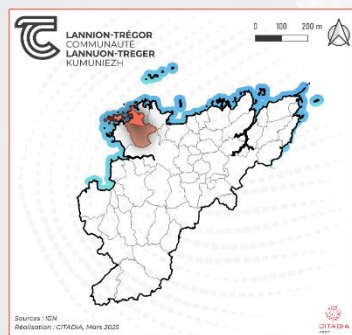 LANNION-TRÉGOR
COMMUNAUTÉ
LANNUON-TREGER
KUMUNIEZH
0 100 200 m
Sources : IGN
Réalisation : CITADIA, Mars 2025
CITADIA